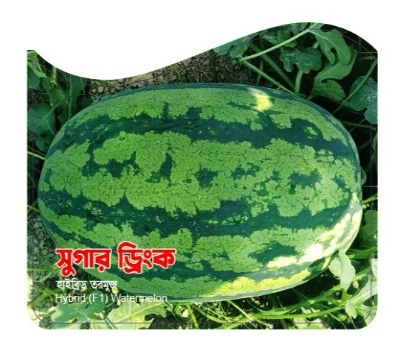 সুগার ড্রিংক
হাইব্রিড তরমুজ
Hybrid (F1) Watermelon